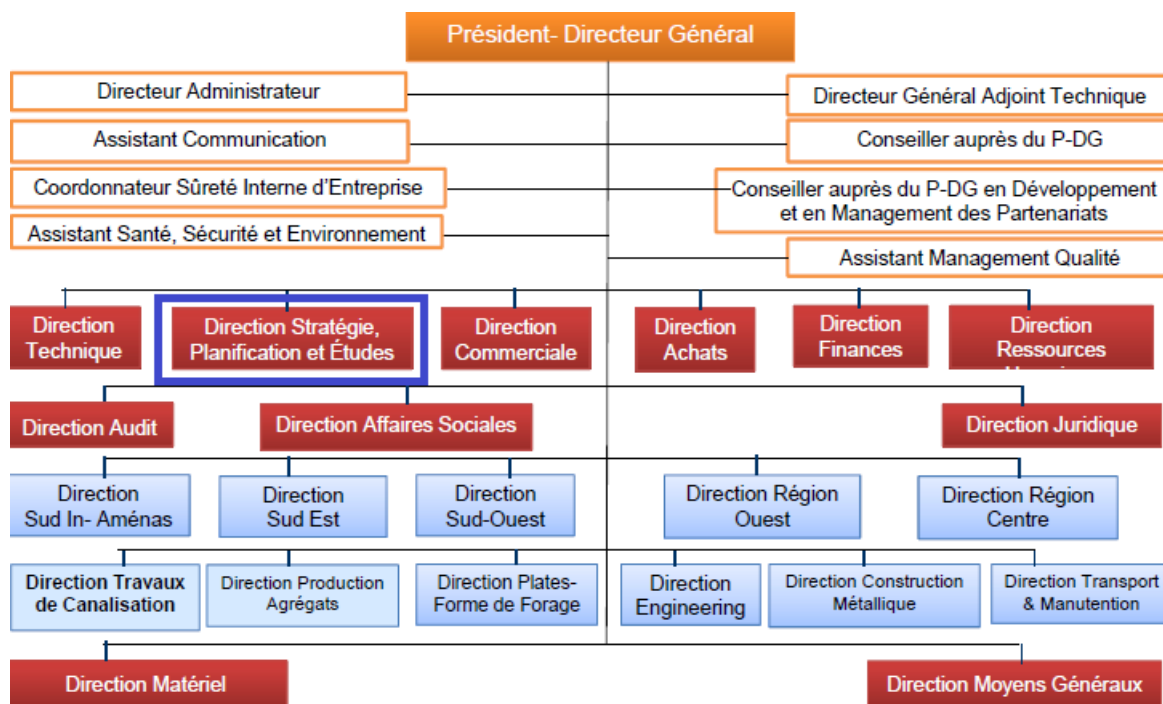 Président- Directeur Général
Directeur Administrateur
Directeur Général Adjoint Technique
Assistant Communication
Conseiller auprès du P-DG
Coordonnateur Sûreté Interne d'Entreprise
Conseiller auprès du P-DG en Développement
et en Management des Partenariats
Assistant Santé, Sécurité et Environnement
Assistant Management Qualité
Direction
Technique
Direction Stratégie,
Planification et Études
Direction
Commerciale
Direction
Achats
Direction
Finances
Direction
Ressources
Direction Audit
Direction Affaires Sociales
Direction Juridique
Direction
Sud In- Aménas
Direction
Sud Est
Direction
Sud-Ouest
Direction Région
Ouest
Direction Région
Centre
Direction Travaux
de Canalisation
Direction Production
Agrégats
Direction Plates-
Forme de Forage
Direction
Engineering
Direction Construction
Métallique
Direction Transport
& Manutention
Direction Matériel
Direction Moyens Généraux